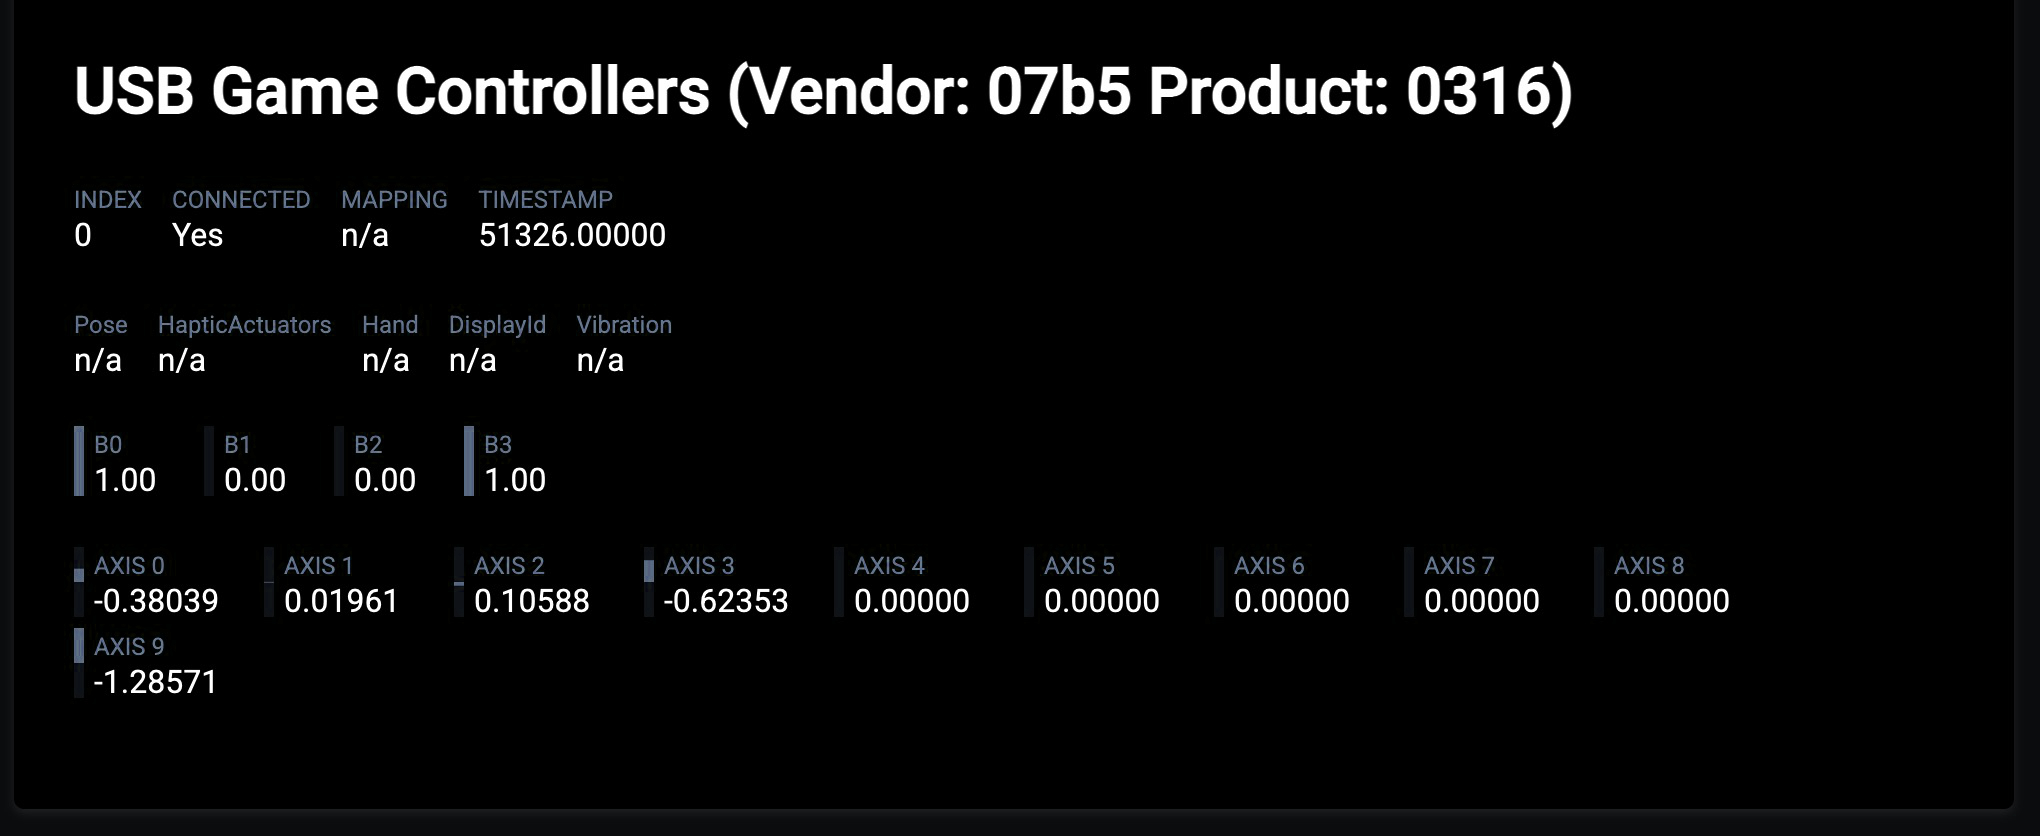 USB Game Controllers (Vendor: 07b5 Product: 0316)
INDEX CONNECTED MAPPING TIMESTAMP
0 Yes n/a 51326.00000
Pose HapticActuators Hand DisplayId Vibration
n/a n/a n/a n/a n/a
B0 B1 B2 B3
1.00 0.00 0.00 1.00
AXIS 0 AXIS 1 AXIS 2 AXIS 3 AXIS 4 AXIS 5 AXIS 6 AXIS 7 AXIS 8
-0.38039 0.01961 0.10588 -0.62353 0.00000 0.00000 0.00000 0.00000 0.00000
AXIS 9
-1.28571